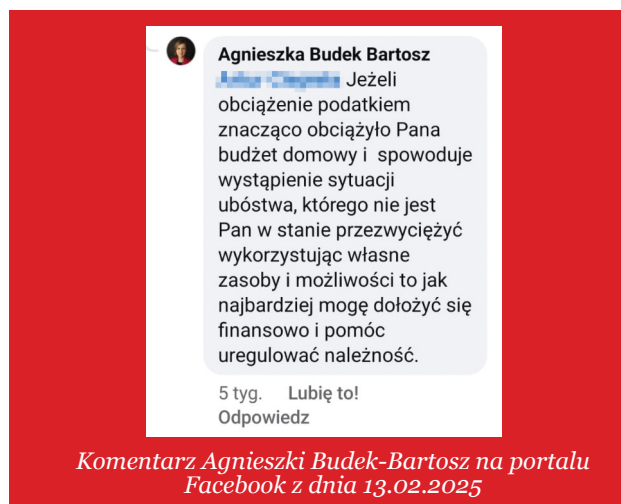 Agnieszka Budek Bartosz
Jeżeli
obciążenie podatkiem
znacząco obciążyło Pana
budżet domowy i spowoduje
wystąpienie sytuacji
ubóstwa, którego nie jest
Pan w stanie przezwyciężyć
wykorzystując własne
zasoby i możliwości to jak
najbardziej mogę dołożyć się
finansowo i pomóc
uregulować należność.
5 tyg. Lubię to!
Odpowiedz
Komentarz Agnieszki Budek-Bartosz na portalu
Facebook z dnia 13.02.2025